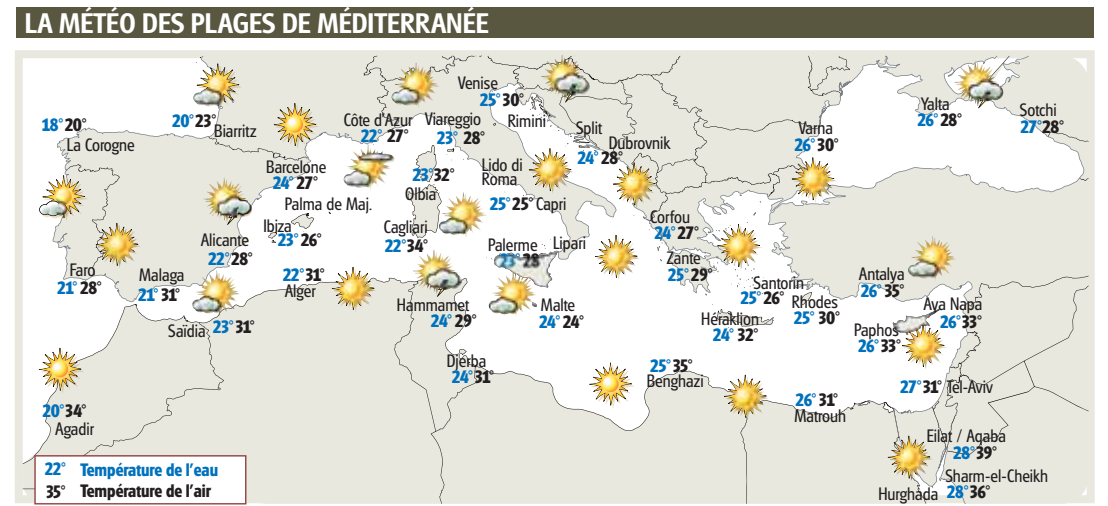 LA MÉTÉO DES PLAGES DE MÉDITERRANÉE
18° 20°
La Corogne
20° 23°
Biarritz
Côte d'Azur
22° 27°
Viareggio
23° 28°
Venise
25° 30°
Rimini
Split
24° 28°
Dubrovnik
Varna
26° 30°
Yalta
26° 28°
Sotchi
27° 28°
Barcelone
24° 27°
Palma de Maj.
Ibiza
23° 26°
23° 32°
Olbia
Lido di
Roma
25° 25° Capri
Cagliari
22° 34°
Corfou
24° 27°
Alicante
22° 28°
Palerme
23° 28
Lipari
Zante
25° 29°
Faro
21° 28°
Malaga
21° 31°
22° 31°
Alger
Santorin
25° 26°
Rhodes
25° 30°
Antalya
26° 35°
Aya Napa
26° 33°
Saïdia 23° 31°
Hammamet
24° 29°
Malte
24° 24°
Héraklion
24° 32°
Paphos
26° 33°
Djerba
24° 31°
25° 35°
Benghazi
26° 31°
Matrouh
27° 31° Tel-Aviv
20° 34°
Agadir
Eilat / Aqaba
28° 39°
Sharm-el-Cheikh
Hurghada 28° 36°
22° Température de l'eau
35° Température de l'air